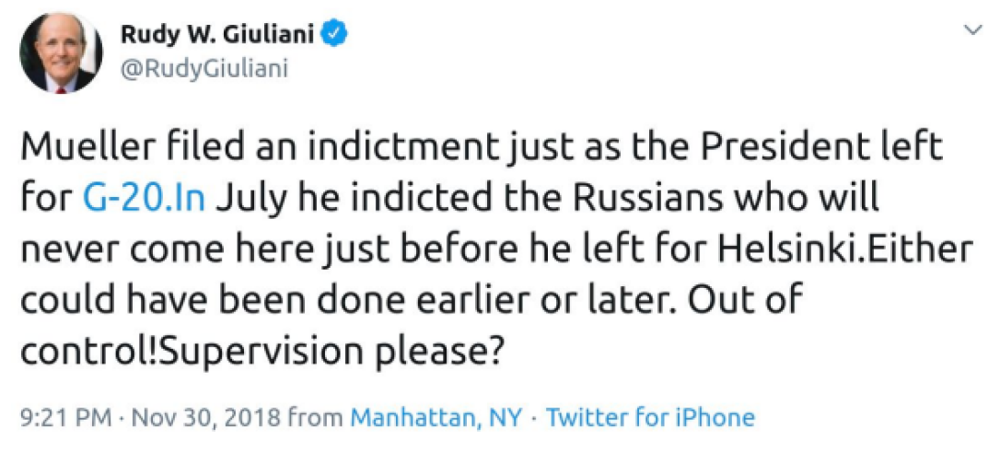 Rudy W. Giuliani
@RudyGiuliani
Mueller filed an indictment just as the President left
for G-20.In July he indicted the Russians who will
never come here just before he left for Helsinki.Either
could have been done earlier or later. Out of
control!Supervision please?
9:21 PM · Nov 30, 2018 from Manhattan, NY · Twitter for iPhone